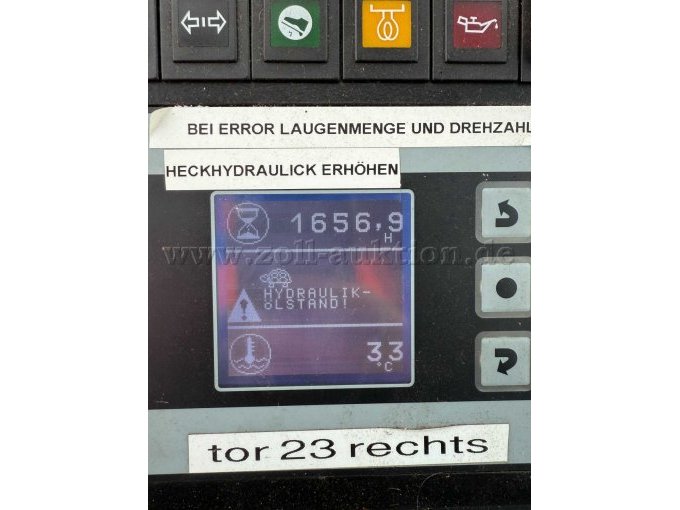 BEI ERROR LAUGENMENGE UND DREHZAHL
HECKHYDRAULICK ERHÖHEN
1656,9
H
www.zoll-auktion.de
HYDRAULIK-
ÖLSTAND!
33
°C
tor 23 rechts